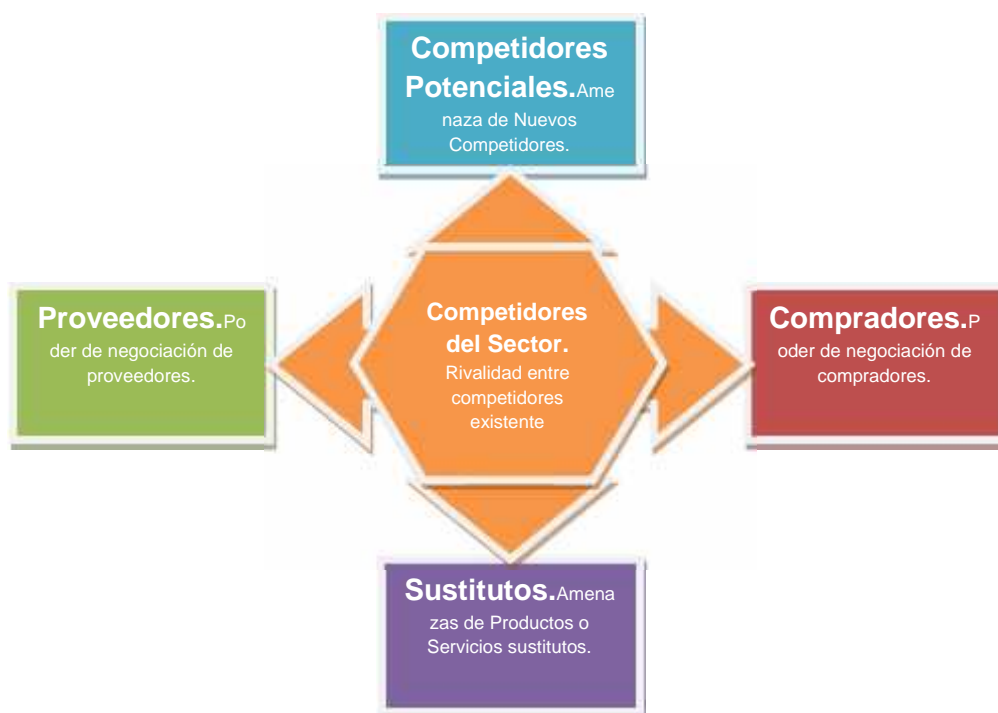 Competidores
Potenciales.Ame
naza de Nuevos
Competidores.
Proveedores.Po
der de negociación de
proveedores.
Competidores
del Sector.
Rivalidad entre
competidores
existente
Compradores.P
oder de negociación de
compradores.
Sustitutos.Amena
zas de Productos o
Servicios sustitutos.